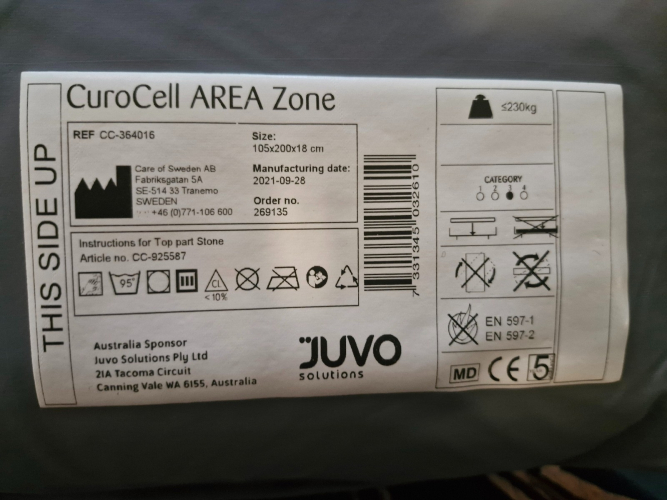 THIS SIDE UP
CuroCell AREA Zone
REF CC-364016
Care of Sweden AB
Fabriksgatan 5A
SE-514 33 Tranemo
SWEDEN
+46 (0)771-106 600
Size:
105x200x18 cm
Manufacturing date:
2021-09-28
Order no.
269135
Instructions for Top part Stone
Article no. CC-925587
95°
CL
<10%
7 331345 032610
Australia Sponsor
Juvo Solutions Ply Ltd
21A Tacoma Circuit
Canning Vale WA 6155, Australia
JUVO
solutions
≤230kg
CATEGORY
1 2 3 4
EN 597-1
EN 597-2
MD CE 5